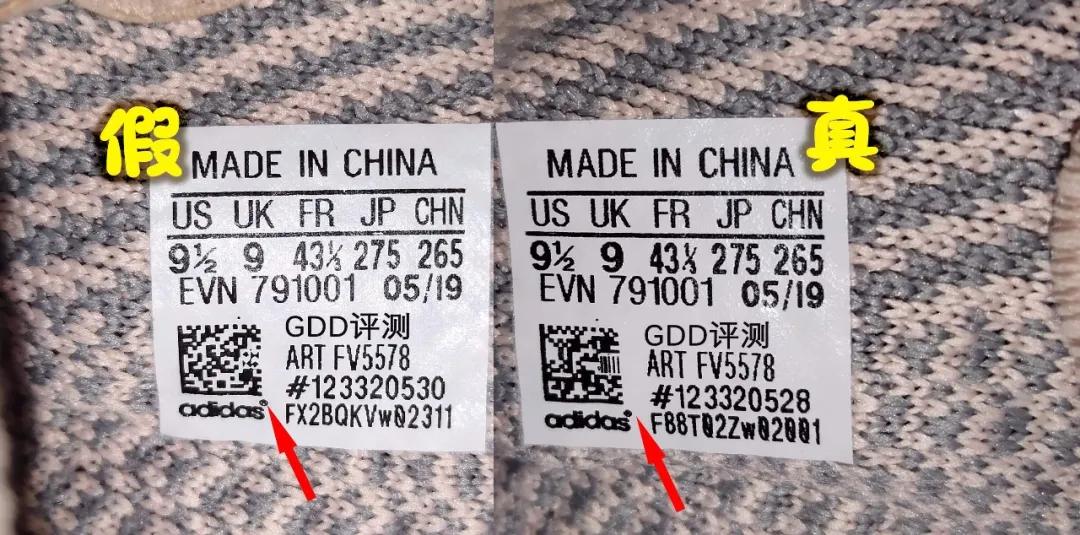 假
MADE IN CHINA
US UK FR JP CHN
9½ 9 43⅓ 275 265
EVN 791001 05/19
GDD评测
ART FV5578
#123320530
adidas®
FX2BQKVw02311
真
MADE IN CHINA
US UK FR JP CHN
9½ 9 43⅓ 275 265
EVN 791001 05/19
GDD评测
ART FV5578
#123320528
adidas®
F88T02Zw02001